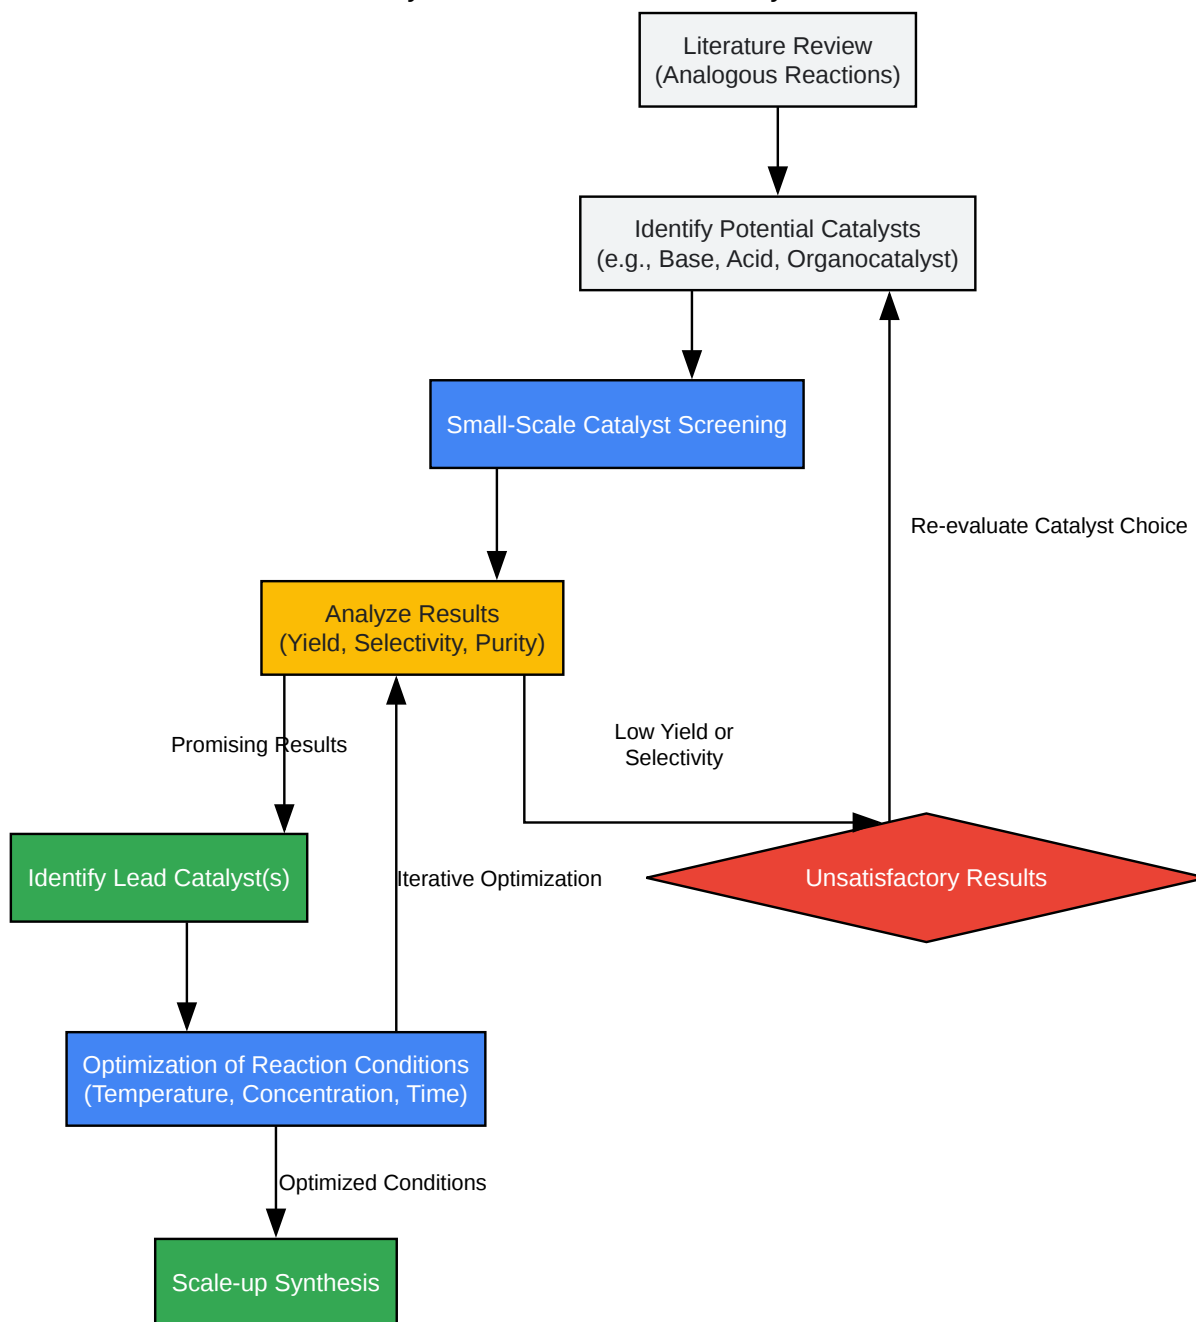 Literature Review
(Analogous Reactions)
Identify Potential Catalysts
(e.g., Base, Acid, Organocatalyst)
Small-Scale Catalyst Screening
Re-evaluate Catalyst Choice
Analyze Results
(Yield, Selectivity, Purity)
Promising Results
Low Yield or
Selectivity
Identify Lead Catalyst(s)
Iterative Optimization
Unsatisfactory Results
Optimization of Reaction Conditions
(Temperature, Concentration, Time)
Optimized Conditions
Scale-up Synthesis